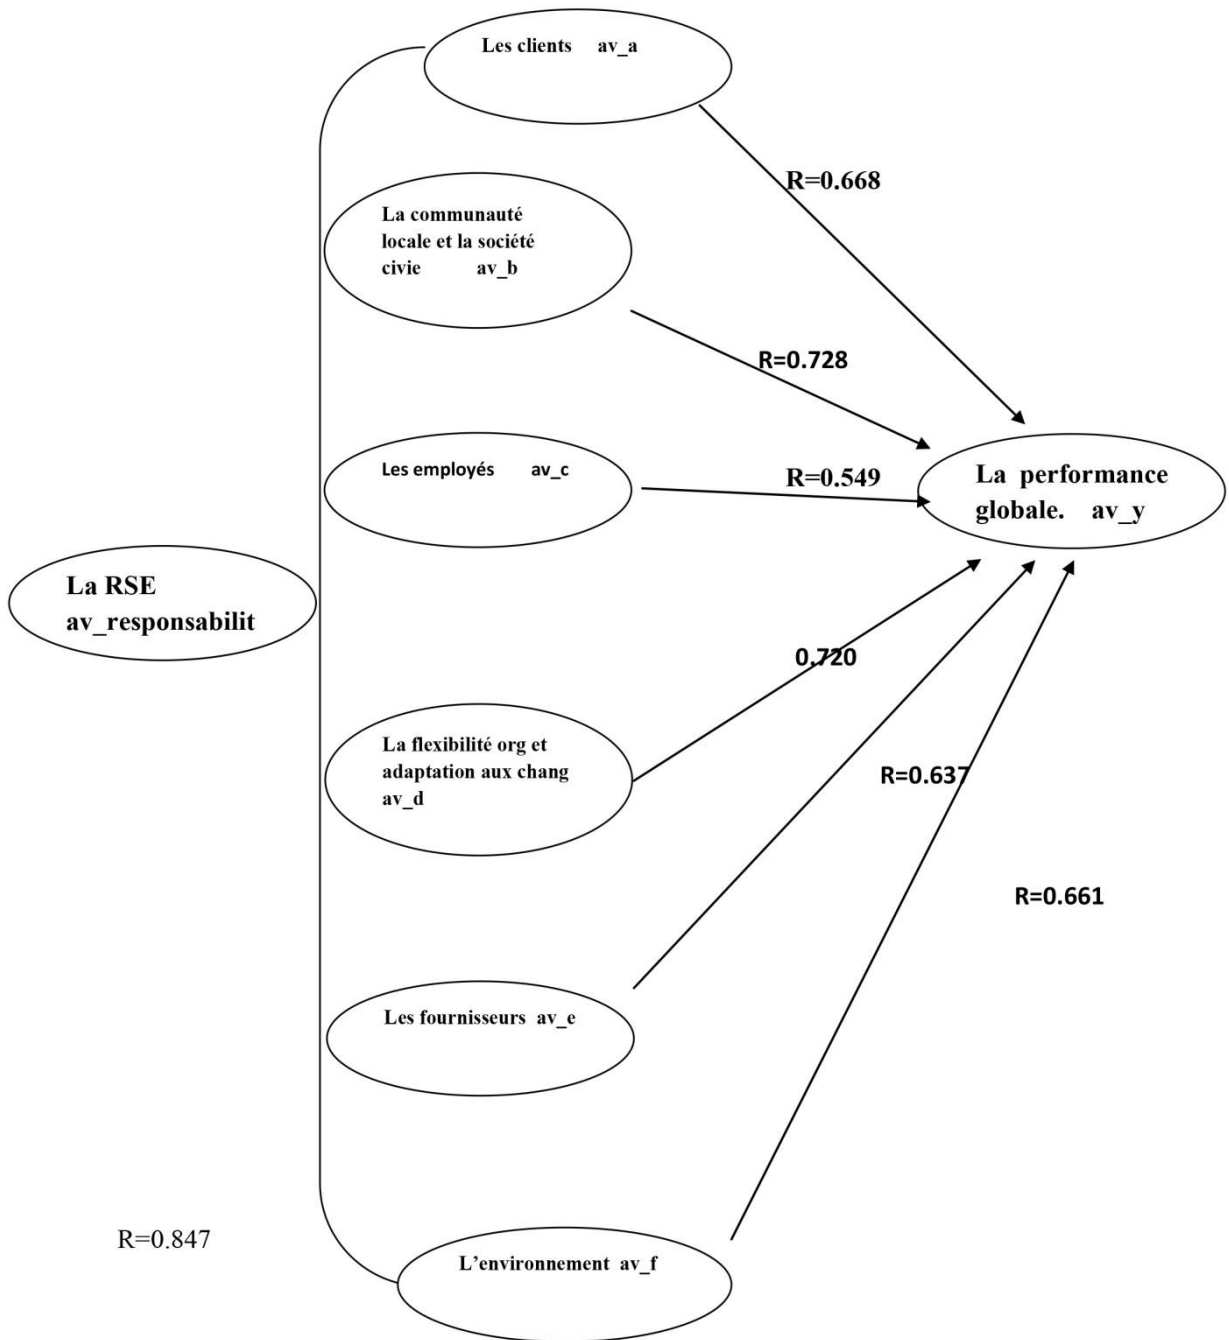 Les clients av_a
R=0.668
La communauté
locale et la société
civie av_b
R=0.728
Les employés av_c
R=0.549
La performance
globale. av_y
La RSE
av_responsabilit
0.720
La flexibilité org et
adaptation aux chang
av_d
R=0.637
R=0.661
Les fournisseurs av_e
R=0.847
L’environnement av_f